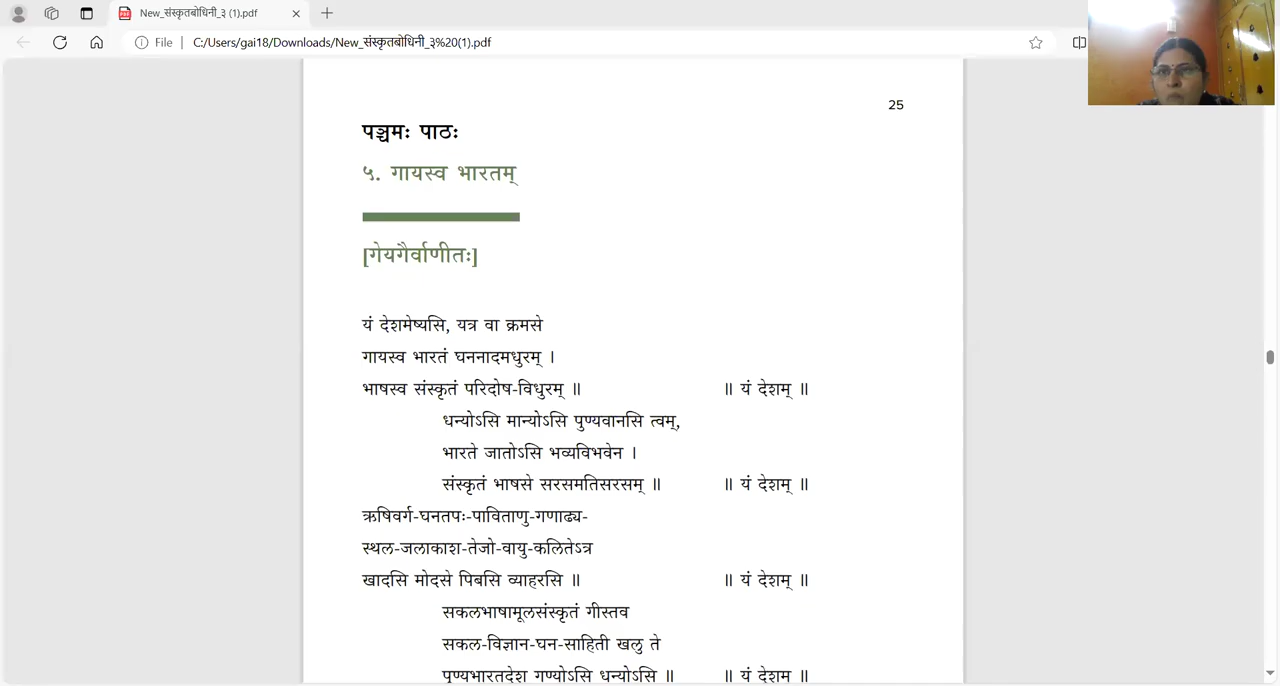 New_संस्कृतबोधिनी_३ (1).pdf
File | C:/Users/gai18/Downloads/New_संस्कृतबोधिनी_३%20(1).pdf
25
पञ्चमः पाठः
५. गायस्व भारतम्
[गेयगैर्वाणीतः]
यं देशमेष्यसि, यत्र वा क्रमसे
गायस्व भारतं घननादमधुरम् ।
भाषस्व संस्कृतं परिदोष-विधुरम् ॥ ॥ यं देशम् ॥
धन्योऽसि मान्योऽसि पुण्यवानसि त्वम्,
भारते जातोऽसि भव्यविभवेन ।
संस्कृतं भाषसे सरसमतिसरसम् ॥ ॥ यं देशम् ॥
ऋषिवर्ग-घनतपः-पाविताणु-गणाढ्य-
स्थल-जलाकाश-तेजो-वायु-कलितेऽत्र
खादसि मोदसे पिबसि व्याहरसि ॥ ॥ यं देशम् ॥
सकलभाषामूलसंस्कृतं गीस्तव
सकल-विज्ञान-घन-साहिती खलु ते
पुण्यभारतदेश गण्योऽसि धन्योऽसि ॥ ॥ यं देशम् ॥